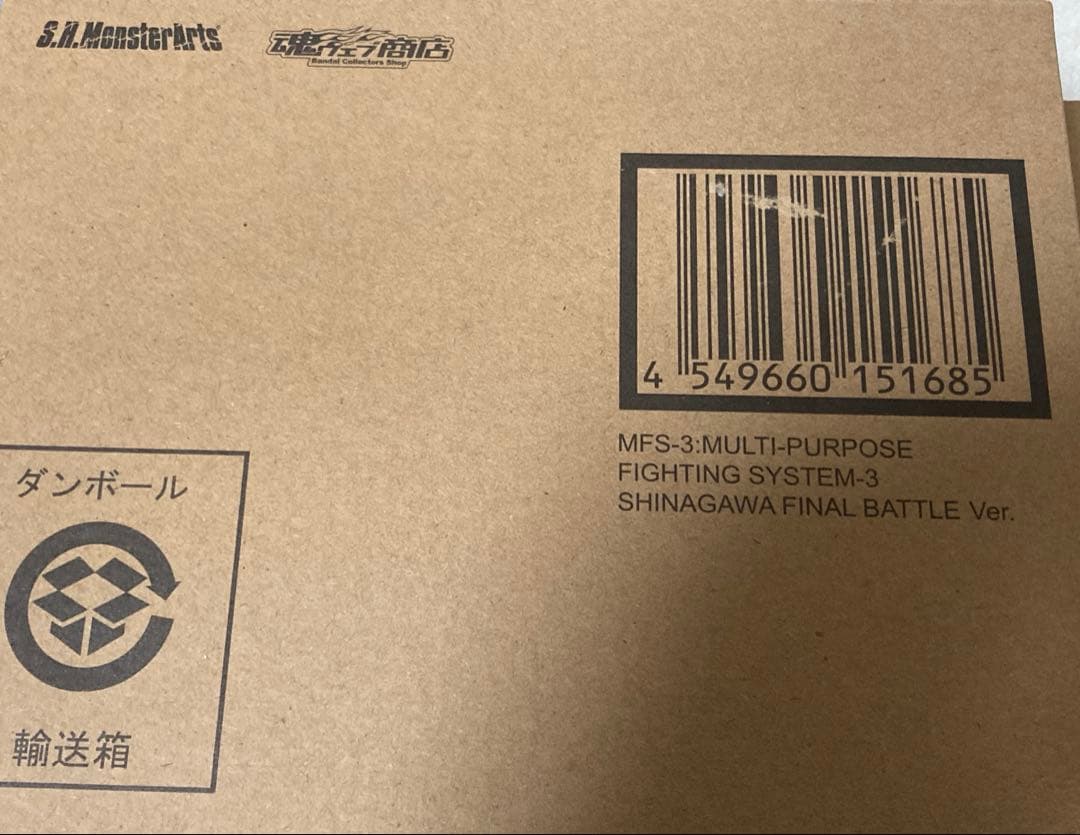 S.H.MonsterArts
魂ウェブ商店
Bandai Collectors Shop
4 549660 151685
MFS-3:MULTI-PURPOSE
FIGHTING SYSTEM-3
SHINAGAWA FINAL BATTLE Ver.
ダンボール
輸送箱